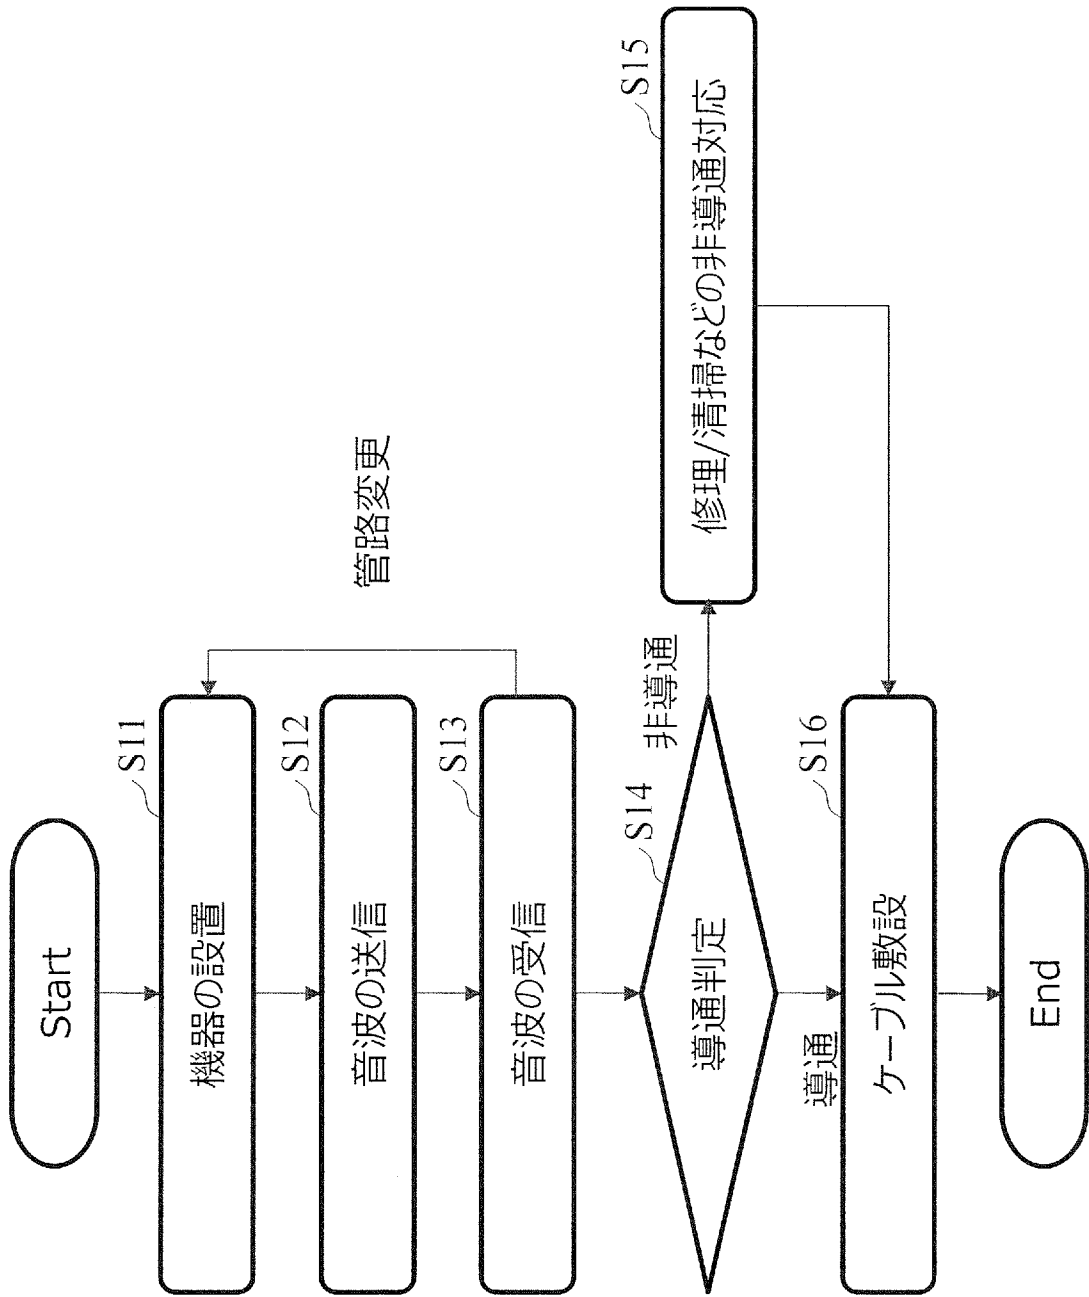 Start
S11
機器の設置
S12
音波の送信
管路変更
S13
音波の受信
S14
導通判定
非導通
S15
修理/清掃などの非導通対応
導通
S16
ケーブル敷設
End